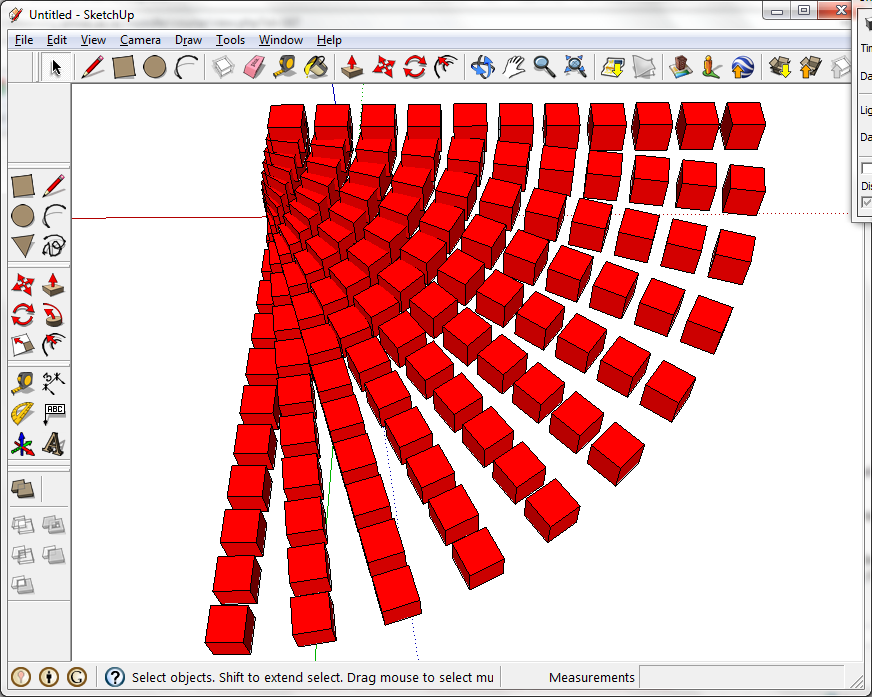 Untitled - SketchUp
File Edit View Camera Draw Tools Window Help
ABC
Select objects. Shift to extend select. Drag mouse to select mu
Measurements